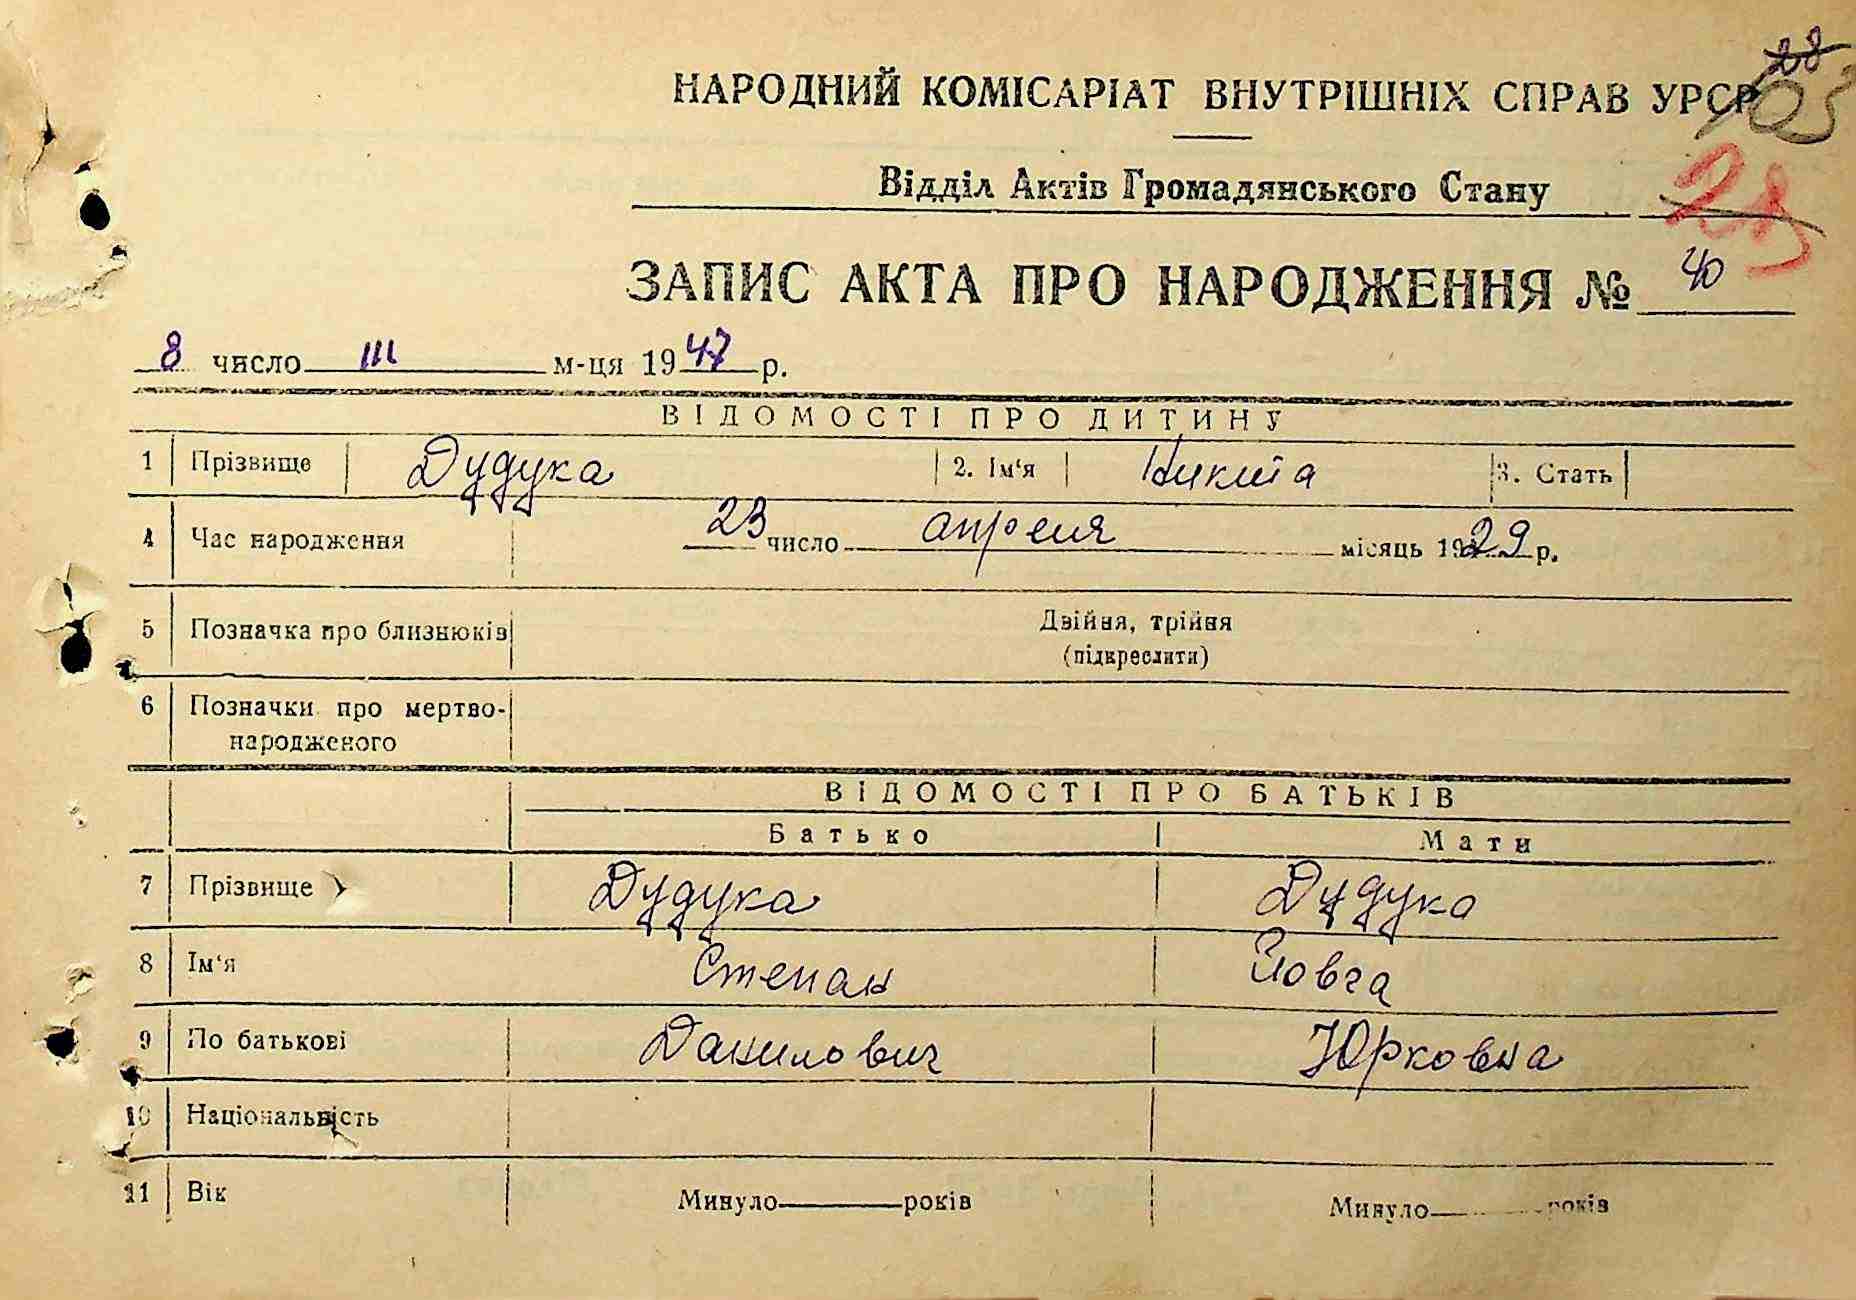 28
103
НАРОДНИЙ КОМІСАРІАТ ВНУТРІШНІХ СПРАВ УРСР
Відділ Актів Громадянського Стану
28
ЗАПИС АКТА ПРО НАРОДЖЕННЯ № 40
8 число III м-ця 1947 р.
ВІДОМОСТІ ПРО ДИТИНУ
1 Прізвище Дудука 2. Ім'я Никита 3. Стать
4 Час народження 23 число апреля місяць 1929 р.
5 Позначка про близнюків Двійня, трійня
(підкреслити)
6 Позначки про мертво-
народженого
ВІДОМОСТІ ПРО БАТЬКІВ
Батько Мати
7 Прізвище Дудука Дудука
8 Ім'я Степан Йовга
9 По батькові Данилович Юрковна
10 Національність
11 Вік Минуло років Минуло років